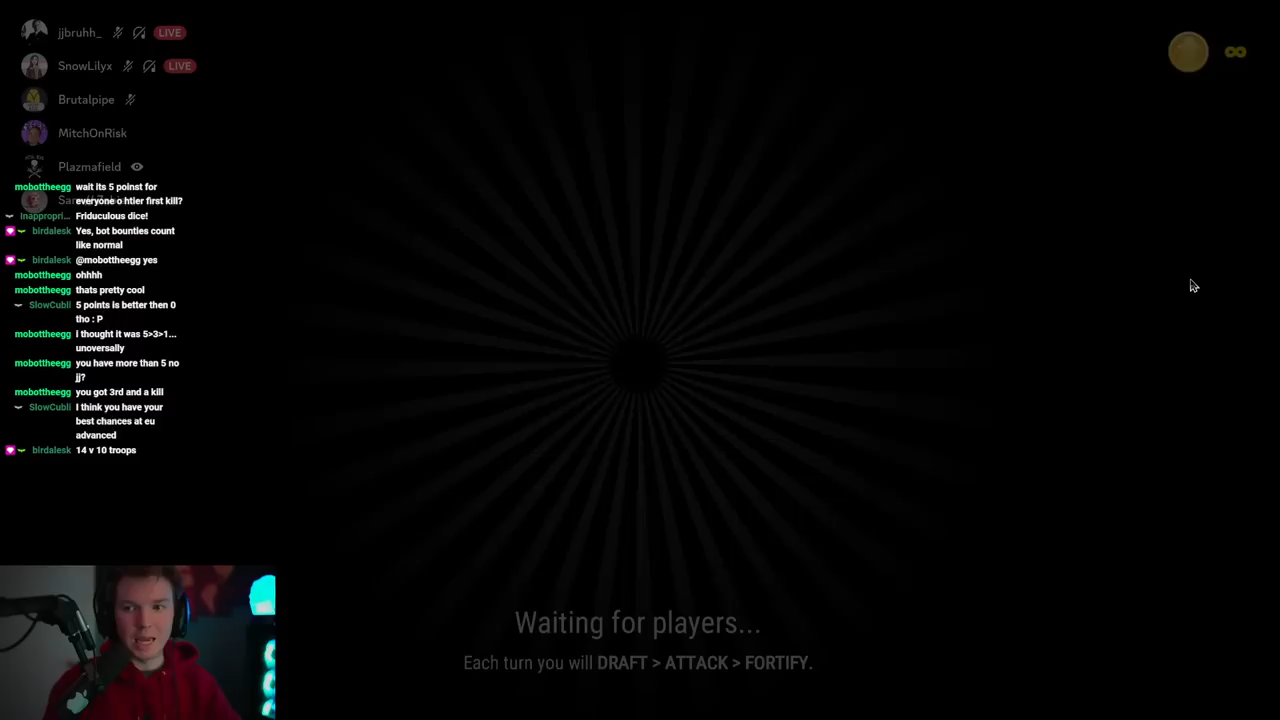 jjbruhh_ LIVE
SnowLilyx LIVE
Brutalpipe
MitchOnRisk
Plazmafield
mobottheegg wait its 5 poinst for
everyone o htier first kill?
Inappropri... Friduculous dice!
birdalesk Yes, bot bounties count
like normal
birdalesk @mobottheegg yes
mobottheegg ohhhh
mobottheegg thats pretty cool
SlowCubli 5 points is better then 0
tho : P
mobottheegg i thought it was 5>3>1...
unoversally
mobottheegg you have more than 5 no
jj?
mobottheegg you got 3rd and a kill
SlowCubli I think you have your
best chances at eu
advanced
birdalesk 14 v 10 troops
Waiting for players...
Each turn you will DRAFT > ATTACK > FORTIFY.